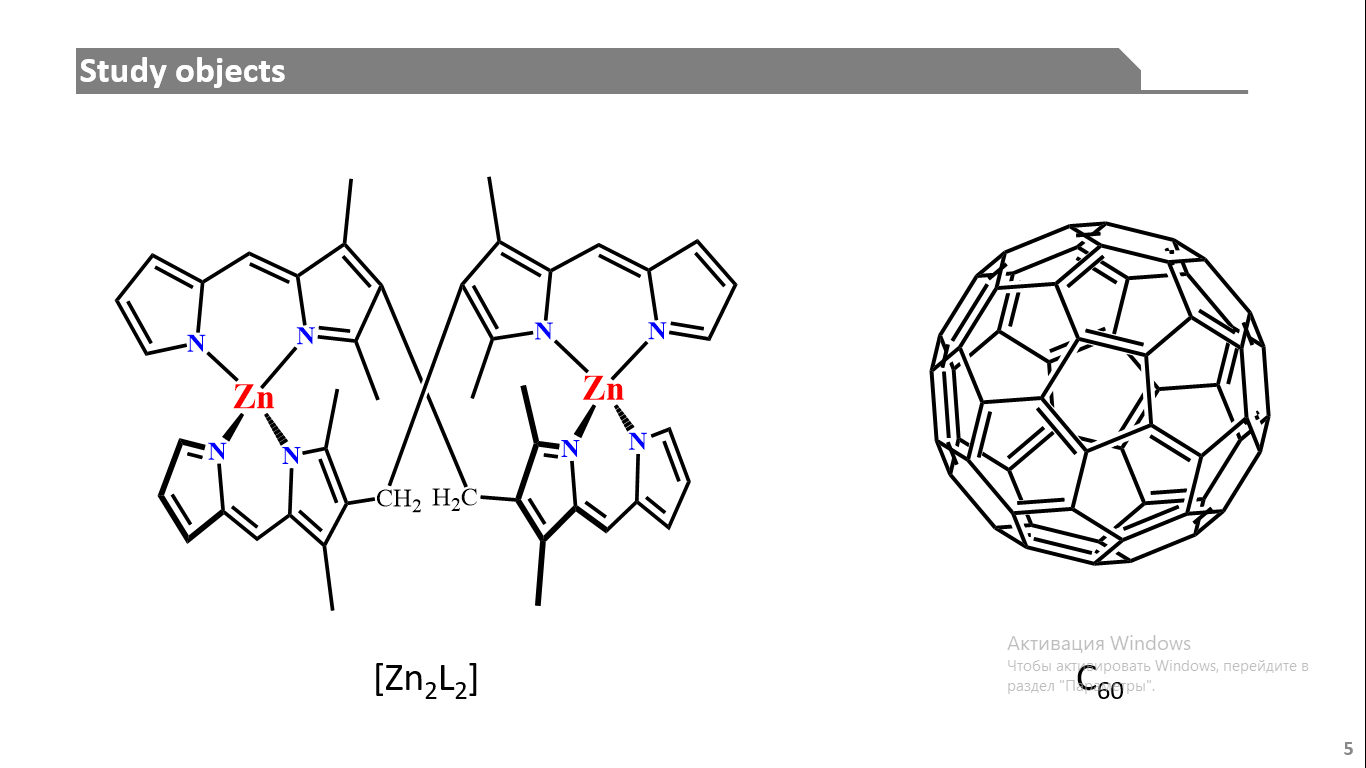 Study objects
N
N
N
N
Zn
Zn
N
N
N
N
CH₂
H₂C
[Zn₂L₂]
Активация Windows
Чтобы активировать Windows, перейдите в
раздел "Параметры".
C₆₀
5